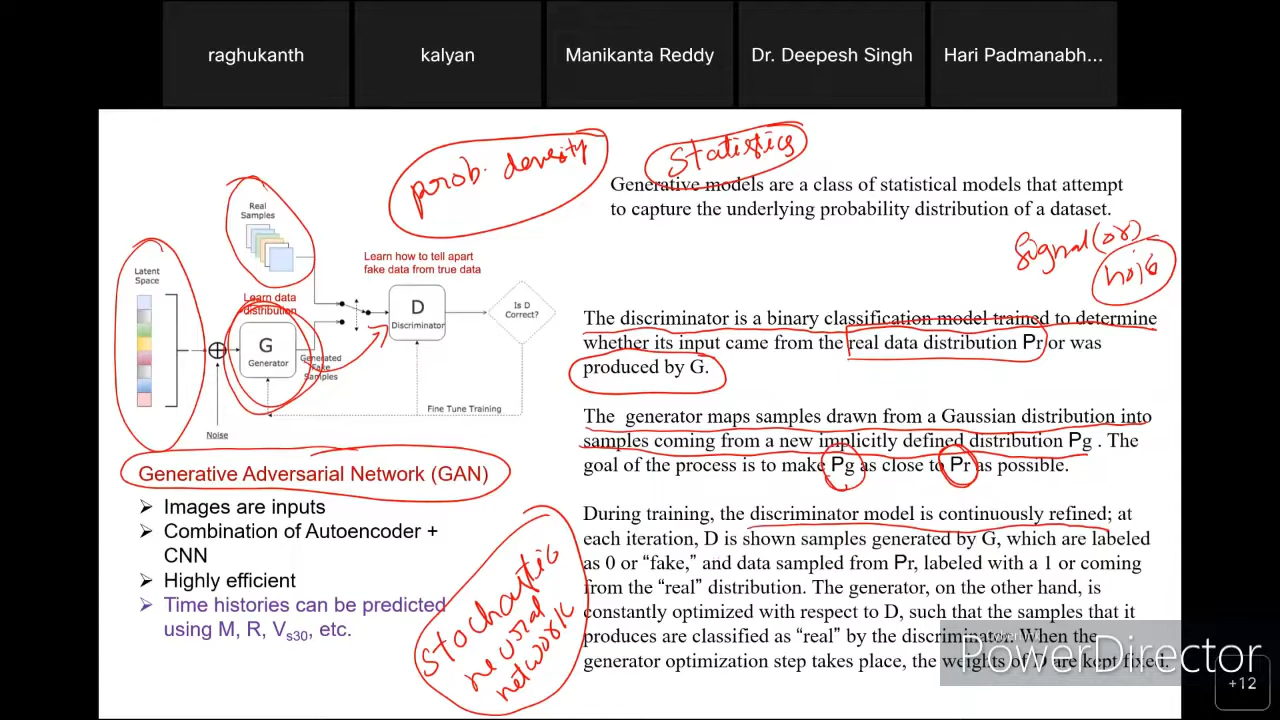 raghukanth
kalyan
Manikanta Reddy
Dr. Deepesh Singh
Hari Padmanabh...
prob. density
Statistics
Generative models are a class of statistical models that attempt
to capture the underlying probability distribution of a dataset.
Signal (or)
Real
Samples
Latent
Space
Learn how to tell apart
fake data from true data
Learn data
distribution
G
Generator
Generated
Fake
Samples
D
Discriminator
Is D
Correct?
Fine Tune Training
Noise
The discriminator is a binary classification model trained to determine
whether its input came from the real data distribution Pr or was
produced by G.
The generator maps samples drawn from a Gaussian distribution into
samples coming from a new implicitly defined distribution Pg . The
goal of the process is to make Pg as close to Pr as possible.
Generative Adversarial Network (GAN)
➢ Images are inputs
➢ Combination of Autoencoder +
CNN
➢ Highly efficient
➢ Time histories can be predicted
using M, R, Vs30, etc.
Stochastic
neural
network
During training, the discriminator model is continuously refined; at
each iteration, D is shown samples generated by G, which are labeled
as 0 or “fake,” and data sampled from Pr, labeled with a 1 or coming
from the “real” distribution. The generator, on the other hand, is
constantly optimized with respect to D, such that the samples that it
produces are classified as “real” by the discriminator. When the
generator optimization step takes place, the weights of D are kept fixed.
PowerDirector
+12